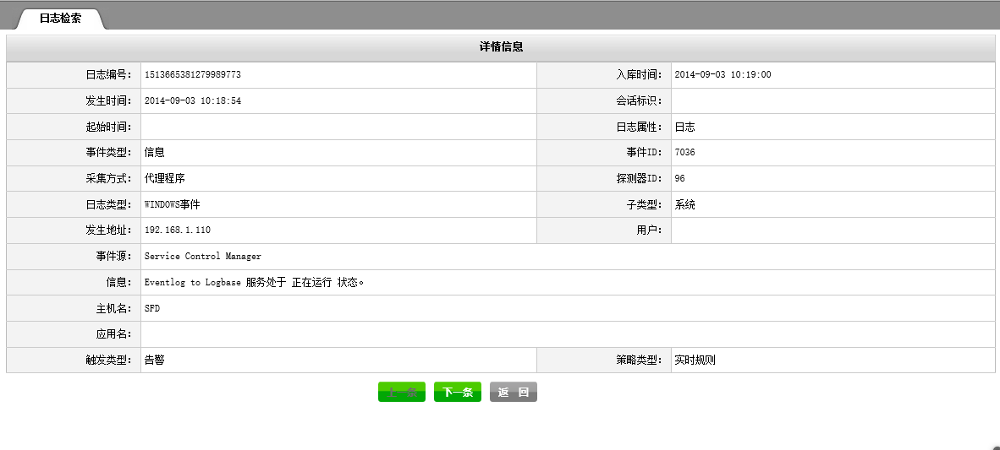 日志检索
详情信息
日志编号： 1513665381279989773 入库时间： 2014-09-03 10:19:00
发生时间： 2014-09-03 10:18:54 会话标识：
起始时间： 日志属性： 日志
事件类型： 信息 事件ID： 7036
采集方式： 代理程序 探测器ID： 96
日志类型： WINDOWS事件 子类型： 系统
发生地址： 192.168.1.110 用户：
事件源： Service Control Manager
信息： Eventlog to Logbase 服务处于 正在运行 状态。
主机名： SFD
应用名：
触发类型： 告警 策略类型： 实时规则
上一条 下一条 返 回